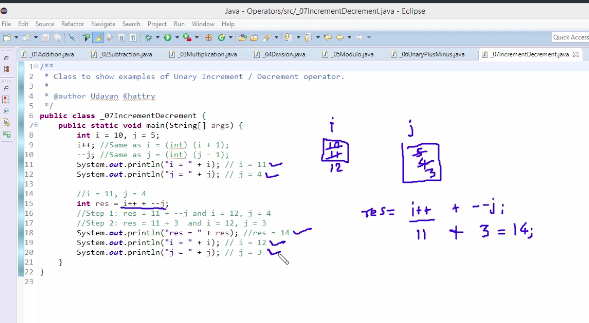 Java - Operators/src/_07IncrementDecrement.java - Eclipse
File Edit Source Refactor Navigate Search Project Run Window Help
Quick Access
_01Addition.java _02Subtraction.java _03Multiplication.java _04Division.java _05Modulo.java _06UnaryPlusMinus.java _07IncrementDecrement.java
1 /**
2 * Class to show examples of Unary Increment / Decrement operator.
3 *
4 * @author Udayan Khattry
5 */
6 public class _07IncrementDecrement {
7 public static void main(String[] args) {
8 int i = 10, j = 5;
9 i++; //Same as i = (int) (i + 1);
10 --j; //Same as j = (int) (j - 1);
11 System.out.println("i = " + i); // i = 11
12 System.out.println("j = " + j); // j = 4
13
14 //i = 11, j = 4
15 int res = i++ + --j;
16 //Step 1: res = 11 + --j and i = 12, j = 4
17 //Step 2: res = 11 + 3 and i = 12, j = 3
18 System.out.println("res = " + res); //res = 14
19 System.out.println("i = " + i); // i = 12
20 System.out.println("j = " + j); // j = 3
21 }
22 }
23
i j
10 5
11 4
12 3
res= i++ + --j;
11 + 3 = 14;